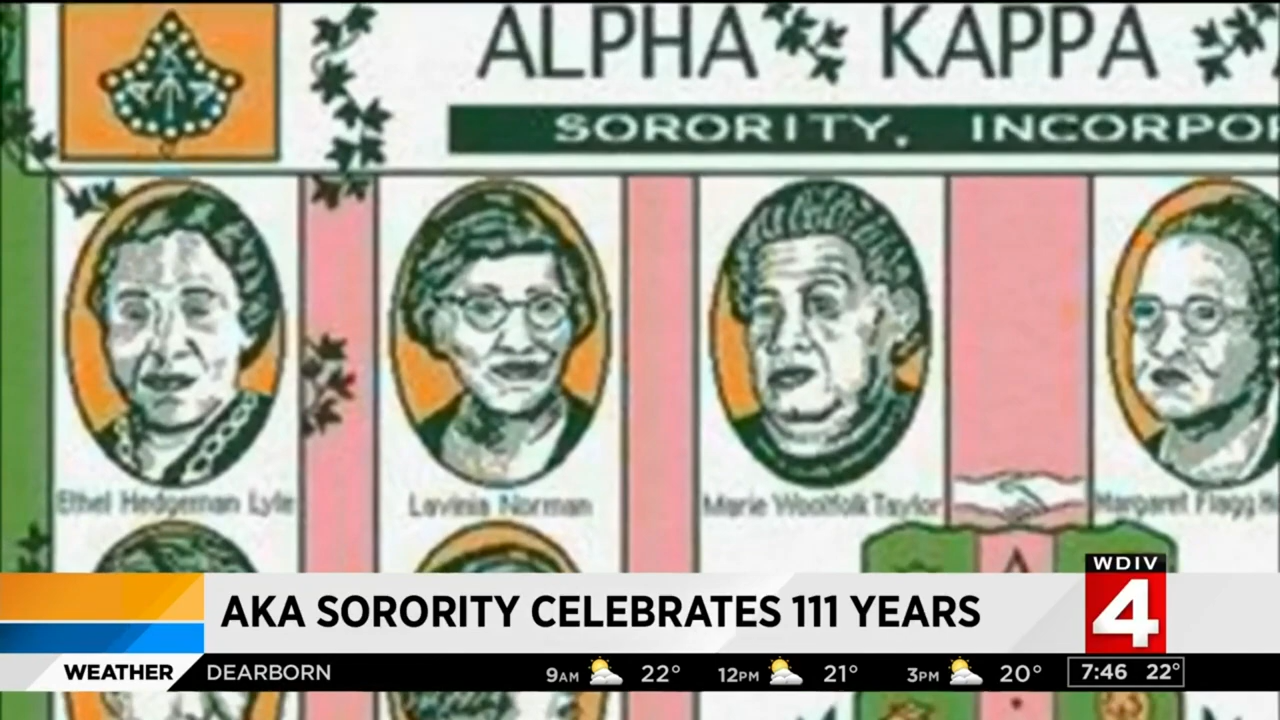 ALPHA KAPPA
SORORITY, INCORPO
Ethel Hedgeman Lyle
Lavinia Norman
Marie Woolfolk Taylor
Margaret Flagg H
WDIV
4
AKA SORORITY CELEBRATES 111 YEARS
WEATHER DEARBORN 9AM 22° 12PM 21° 3PM 20° 7:46 22°